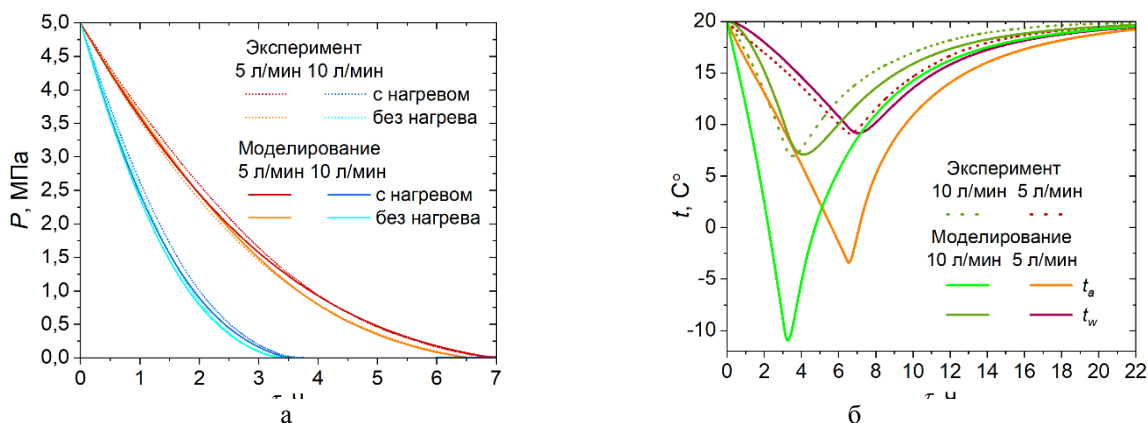 5,0
4,5
4,0
3,5
3,0
2,5
2,0
1,5
1,0
0,5
0,0
P, МПа
Эксперимент
5 л/мин 10 л/мин
с нагревом
без нагрева
Моделирование
5 л/мин 10 л/мин
с нагревом
без нагрева
0 1 2 3 4 5 6 7
τ, ч
а
20
15
10
5
0
-5
-10
t, C°
Эксперимент
10 л/мин 5 л/мин
Моделирование
10 л/мин 5 л/мин
ta
tw
0 2 4 6 8 10 12 14 16 18 20 22
τ, ч
б